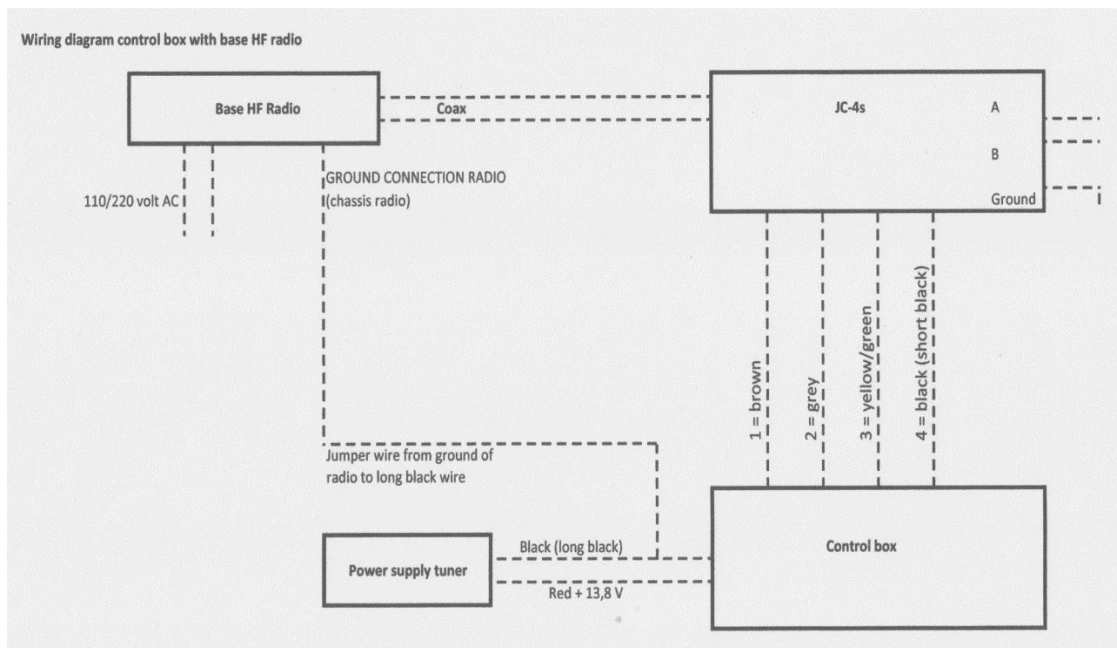 Wiring diagram control box with base HF radio
Base HF Radio
Coax
JC-4s
A
B
Ground
110/220 volt AC
GROUND CONNECTION RADIO
(chassis radio)
1 = brown
2 = grey
3 = yellow/green
4 = black (short black)
Jumper wire from ground of
radio to long black wire
Power supply tuner
Black (long black)
Red + 13,8 V
Control box